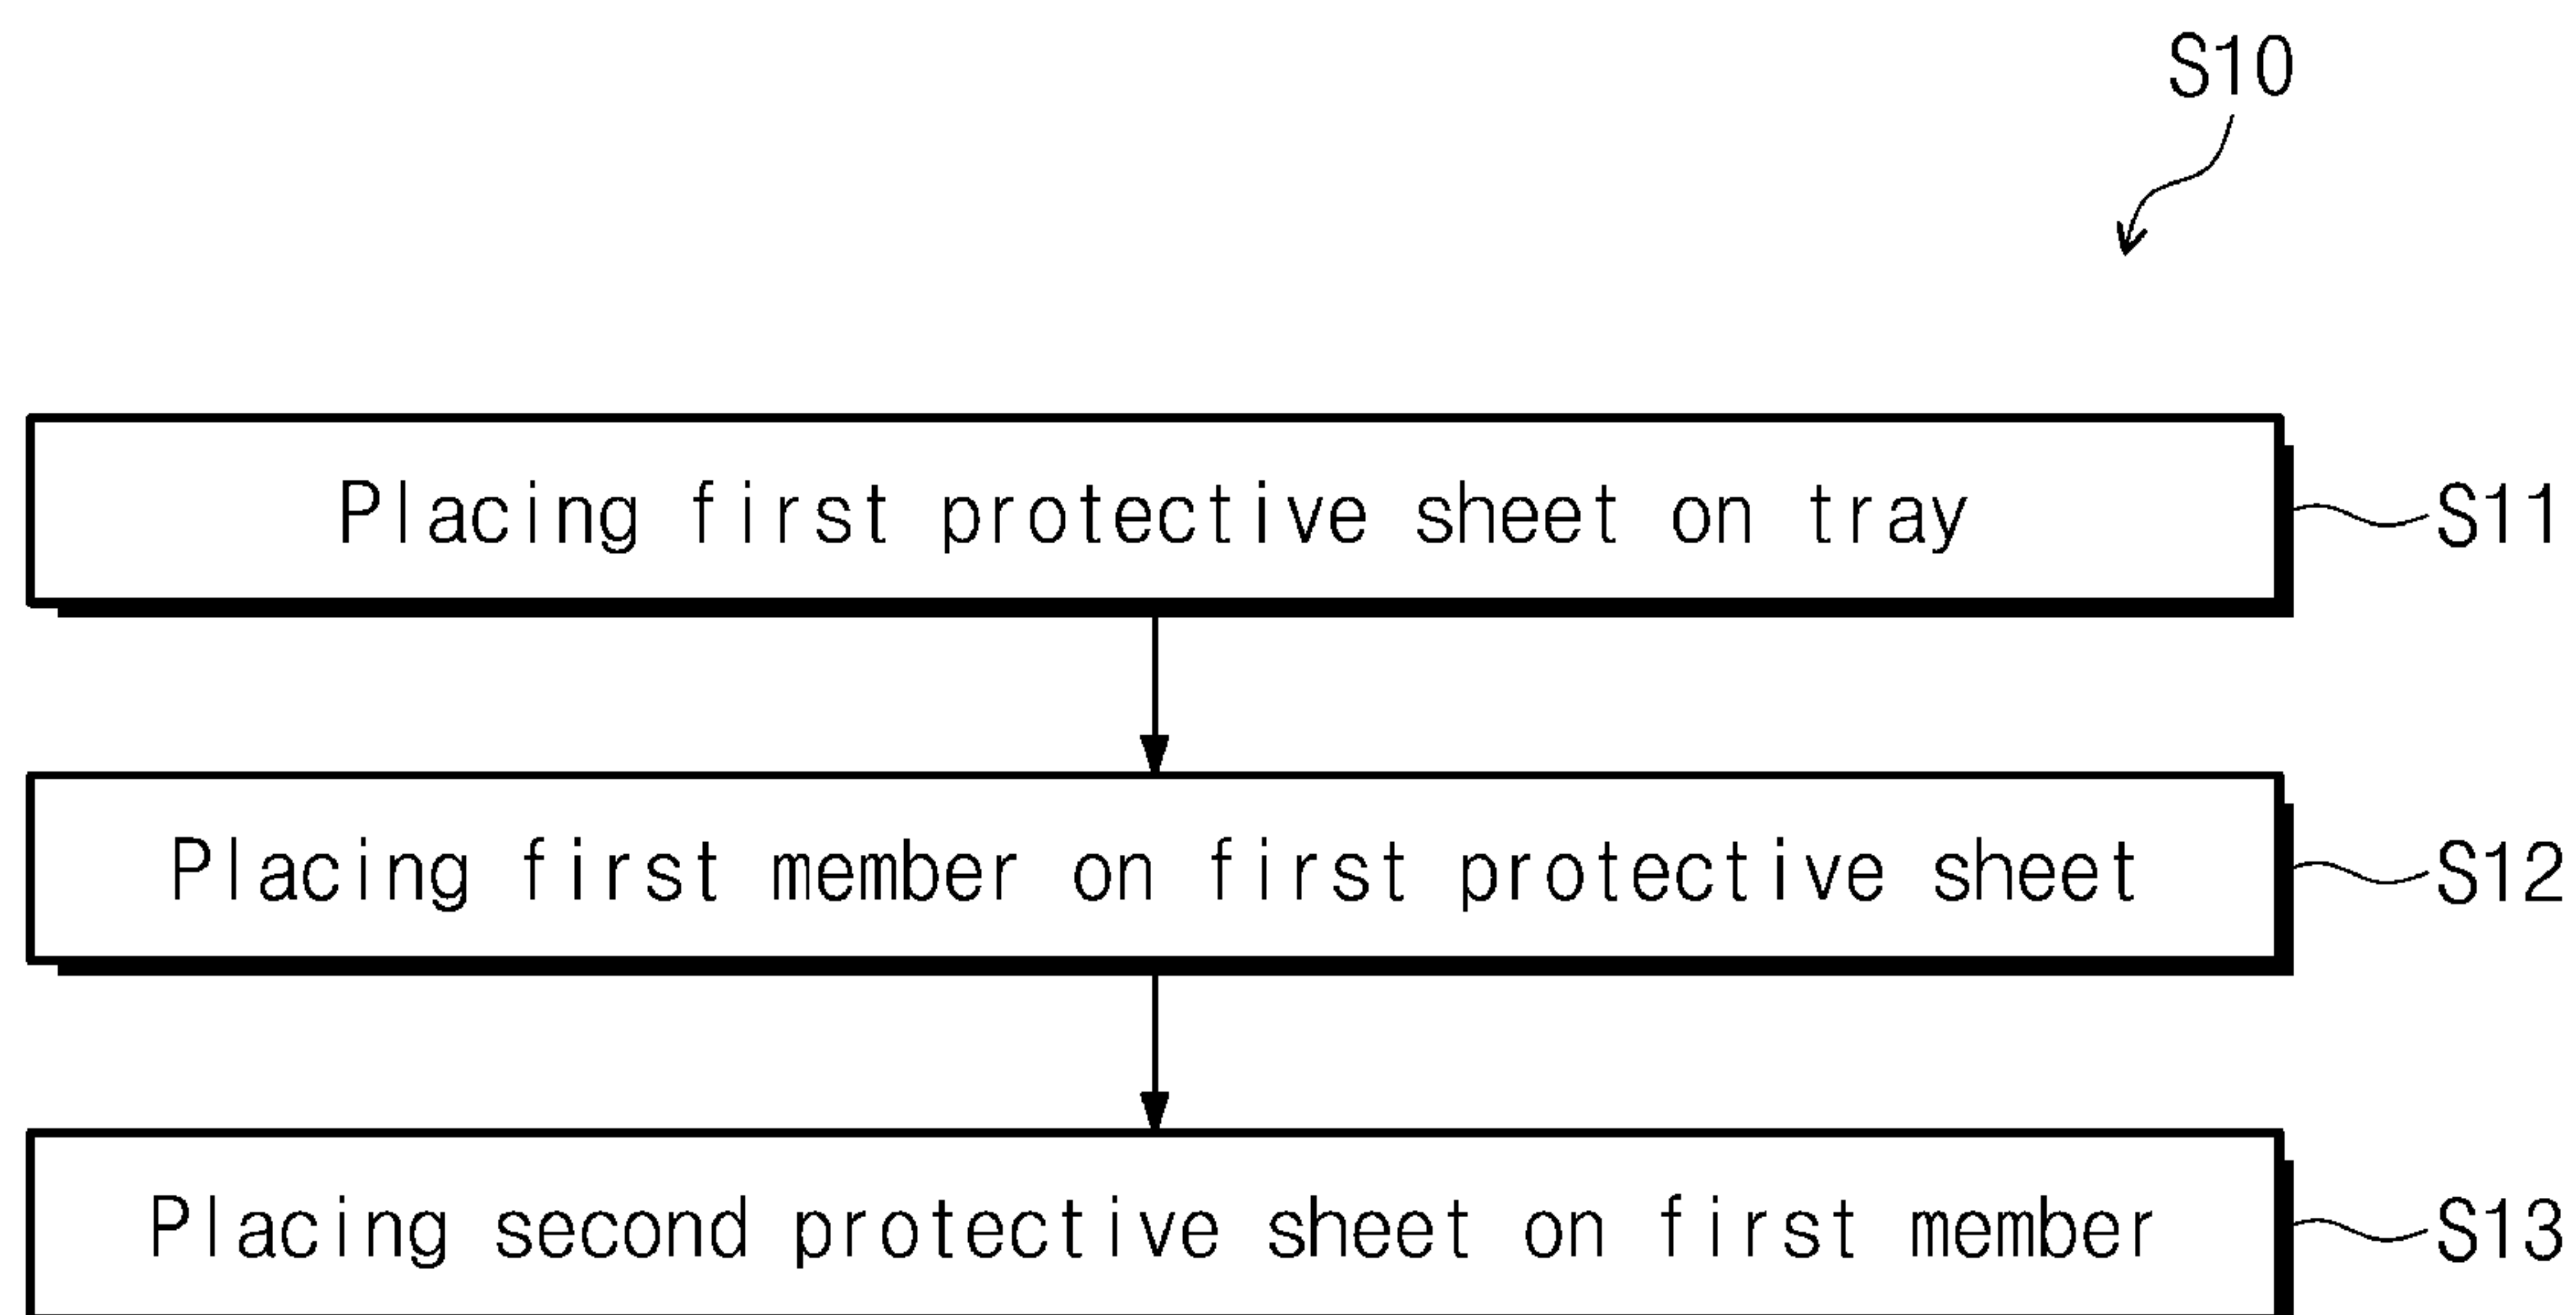 S10
Placing first protective sheet on tray
S11
Placing first member on first protective sheet
S12
Placing second protective sheet on first member
S13